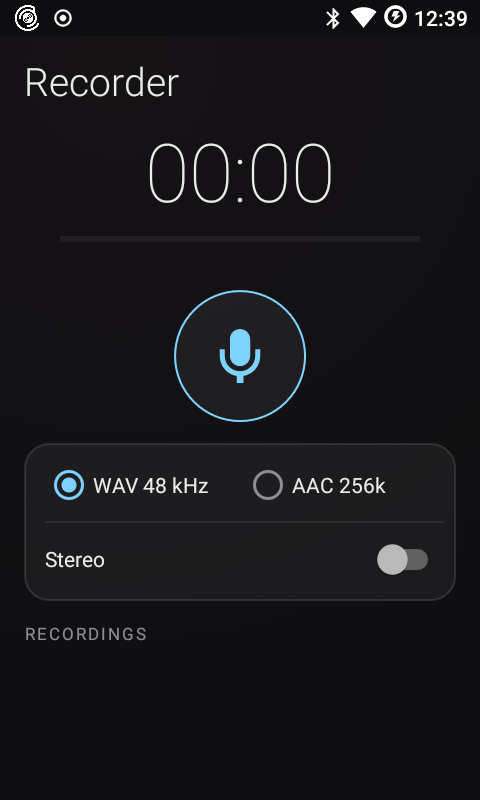 12:39
Recorder
00:00
WAV 48 kHz
AAC 256k
Stereo
RECORDINGS